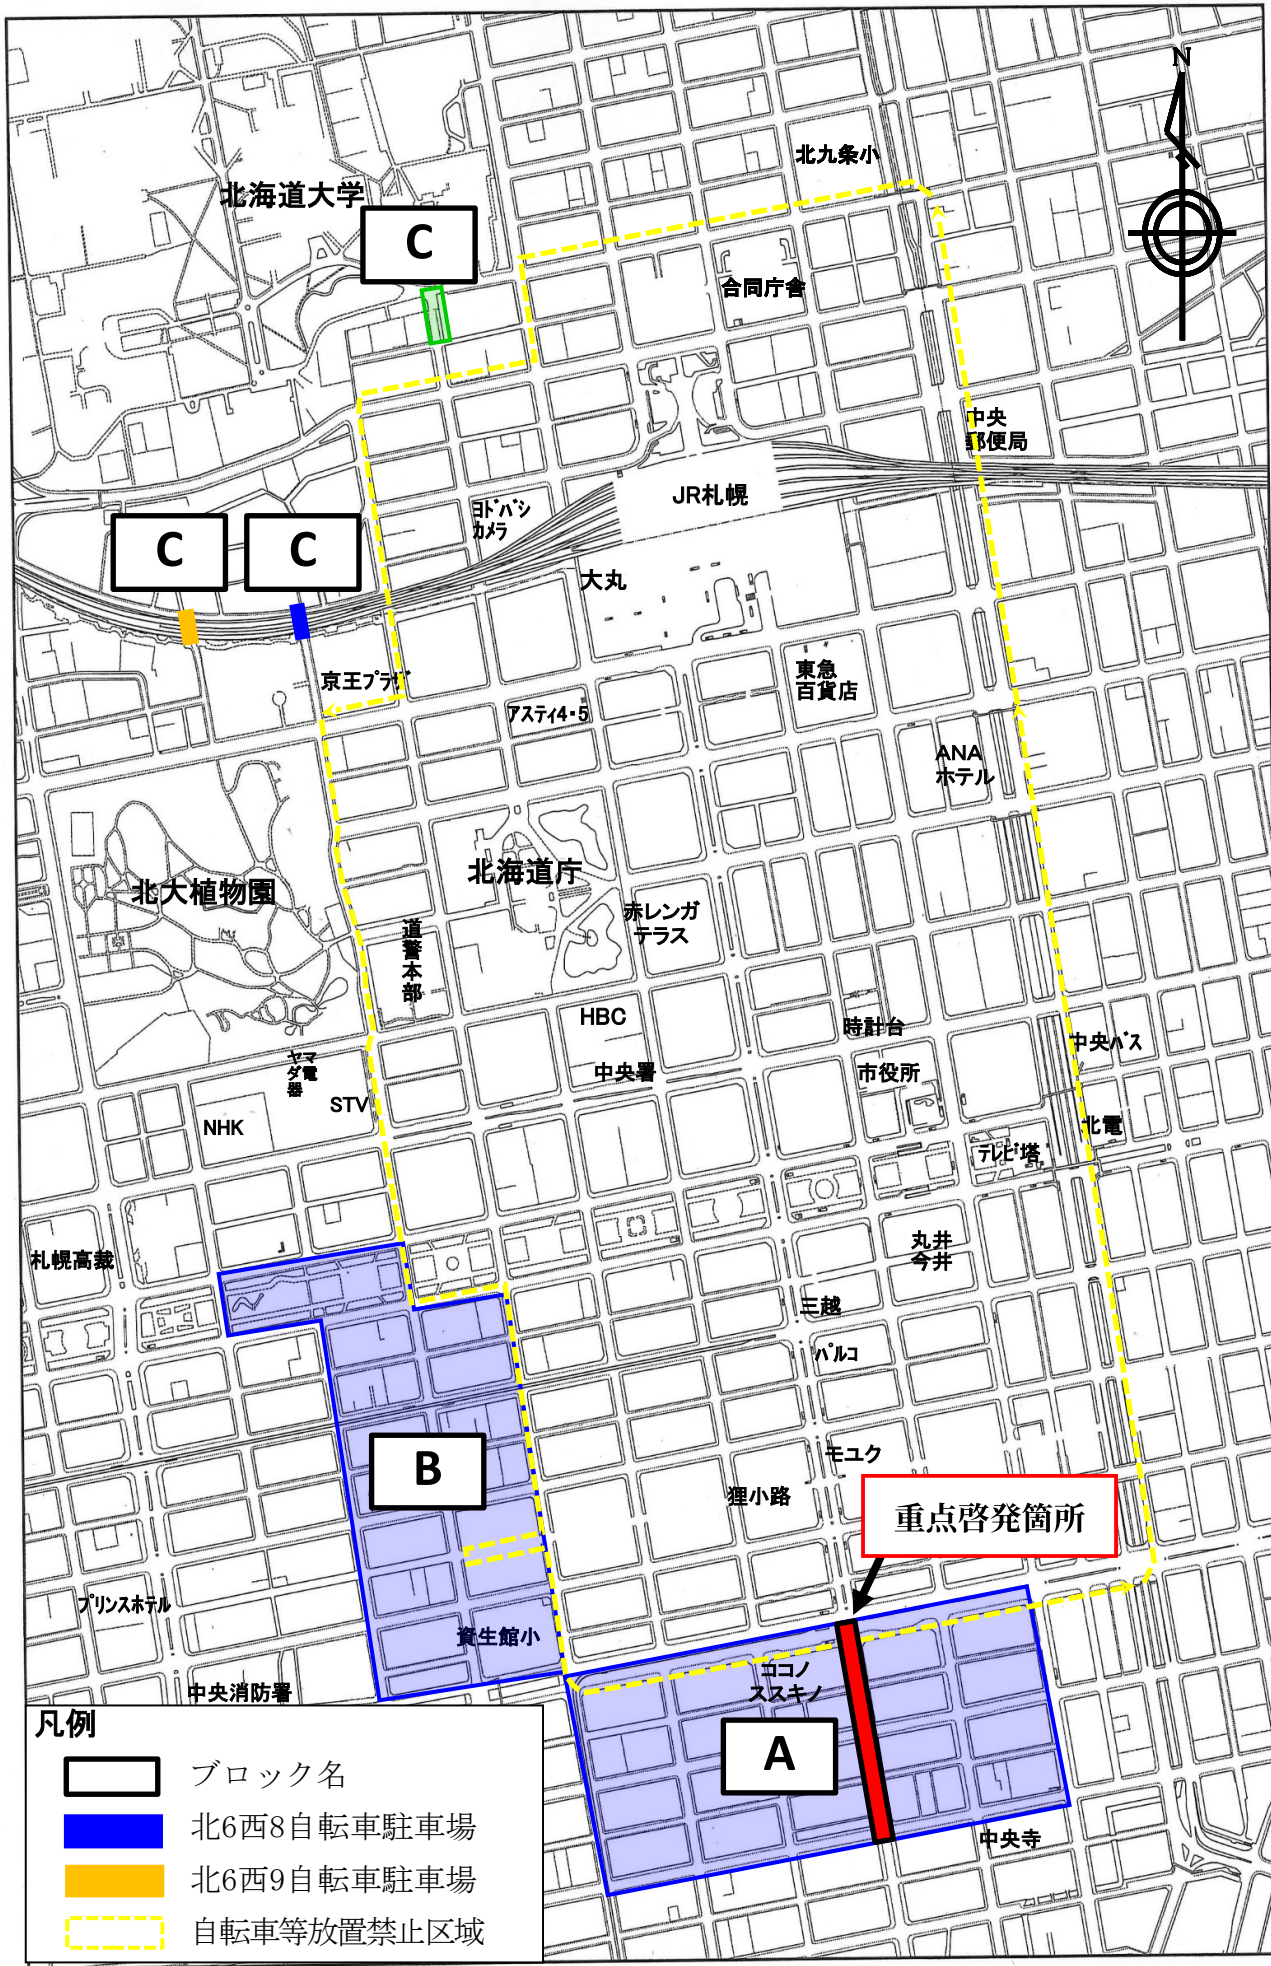 N
北九条小
北海道大学
C
合同庁舎
中央
郵便局
JR札幌
ヨドバシ
カメラ
C
C
大丸
京王プラザ
東急
百貨店
アスティ4・5
ANA
ホテル
北海道庁
北大植物園
赤レンガ
テラス
道警本部
HBC
時計台
中央バス
ヤマダ電器
中央署
市役所
STV
NHK
北電
テレビ塔
丸井
今井
札幌高裁
三越
パルコ
モユク
B
狸小路
重点啓発箇所
プリンスホテル
資生館小
ココノ
ススキノ
中央消防署
A
中央寺
凡例
ブロック名
北6西8自転車駐車場
北6西9自転車駐車場
自転車等放置禁止区域